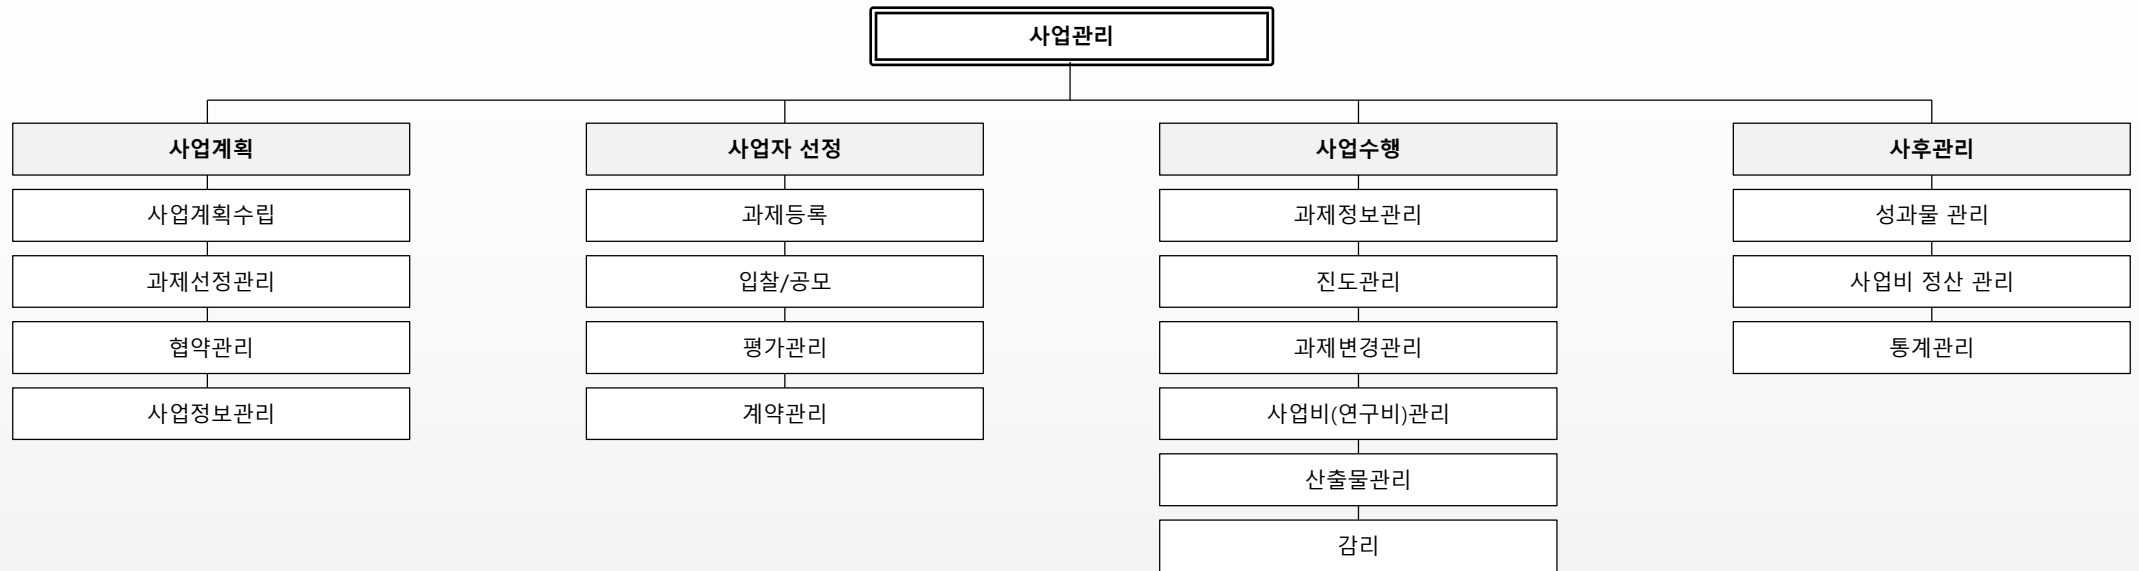 사업관리
사업계획
사업계획수립
과제선정관리
협약관리
사업정보관리
사업자 선정
과제등록
입찰/공모
평가관리
계약관리
사업수행
과제정보관리
진도관리
과제변경관리
사업비(연구비)관리
산출물관리
감리
사후관리
성과물 관리
사업비 정산 관리
통계관리